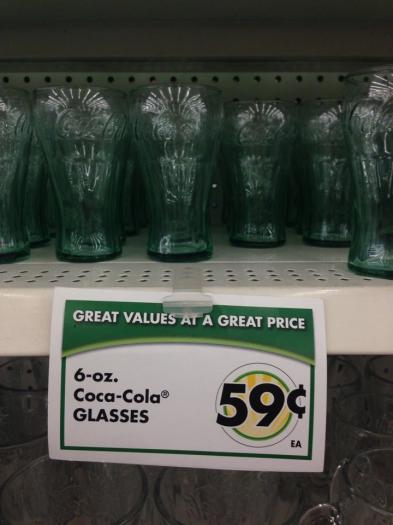 GREAT VALUES AT A GREAT PRICE
6-oz.
Coca-Cola®
GLASSES
59¢
EA